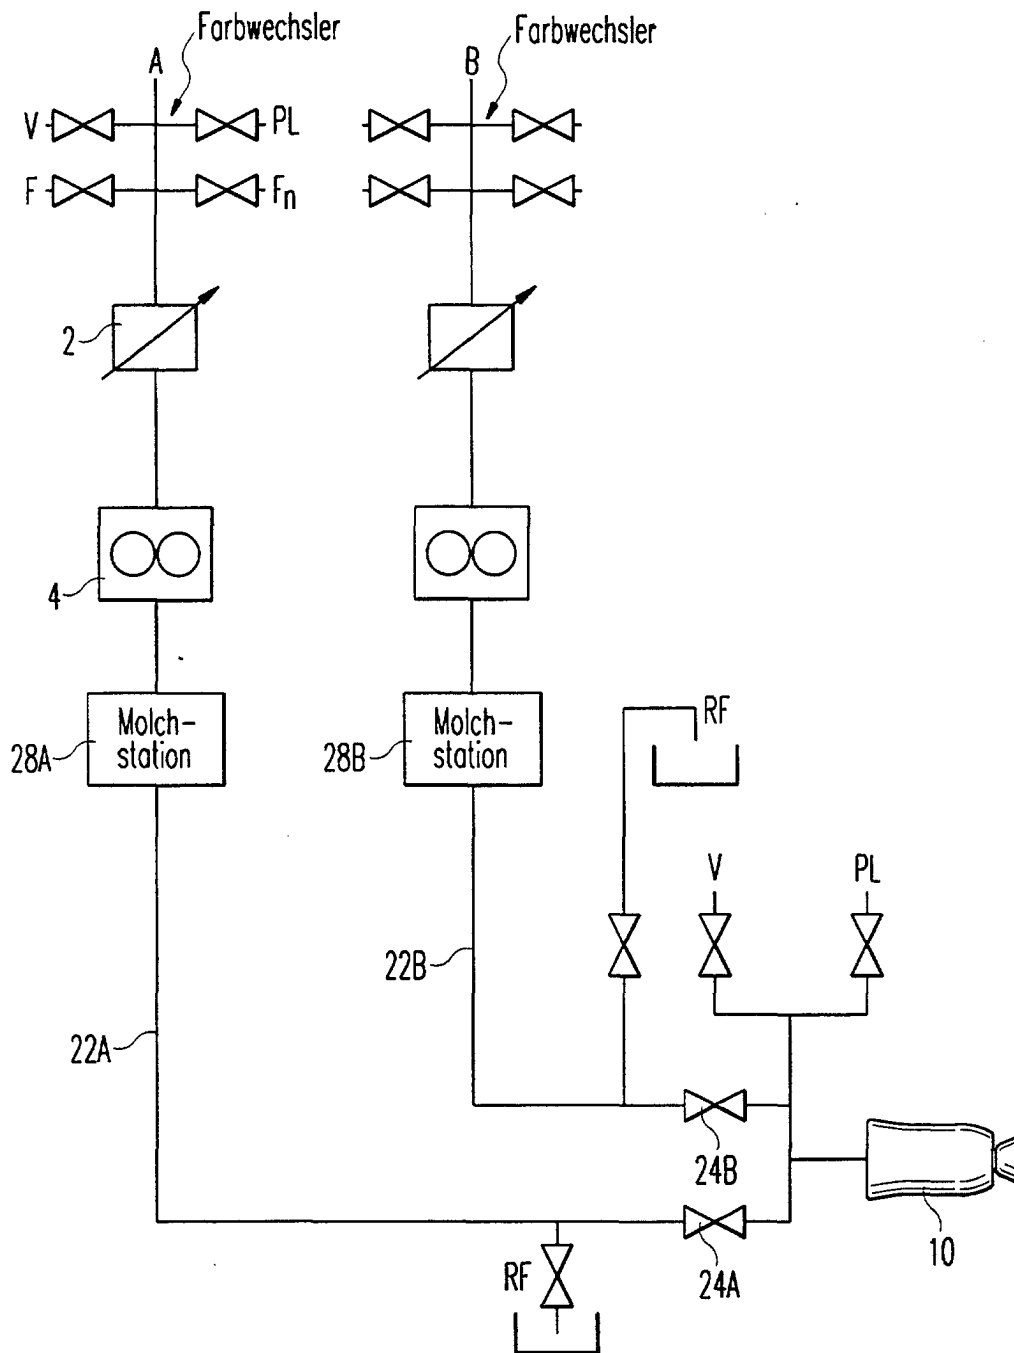 Farbwechsler
Farbwechsler
A
B
V
PL
F
Fn
2
4
Molch-
station
28A
Molch-
station
28B
RF
V
PL
22B
22A
24B
10
24A
RF